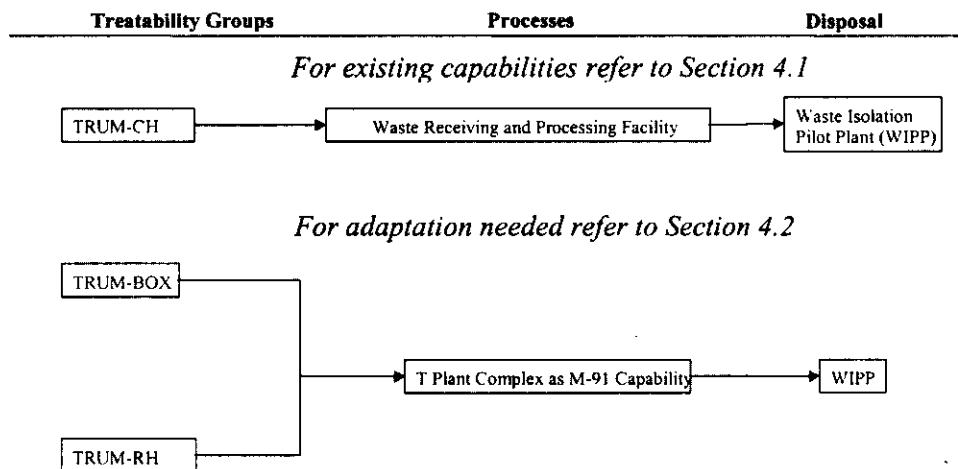 Treatability Groups Processes Disposal
For existing capabilities refer to Section 4.1
TRUM-CH Waste Receiving and Processing Facility Waste Isolation
Pilot Plant (WIPP)
For adaptation needed refer to Section 4.2
TRUM-BOX
T Plant Complex as M-91 Capability WIPP
TRUM-RH